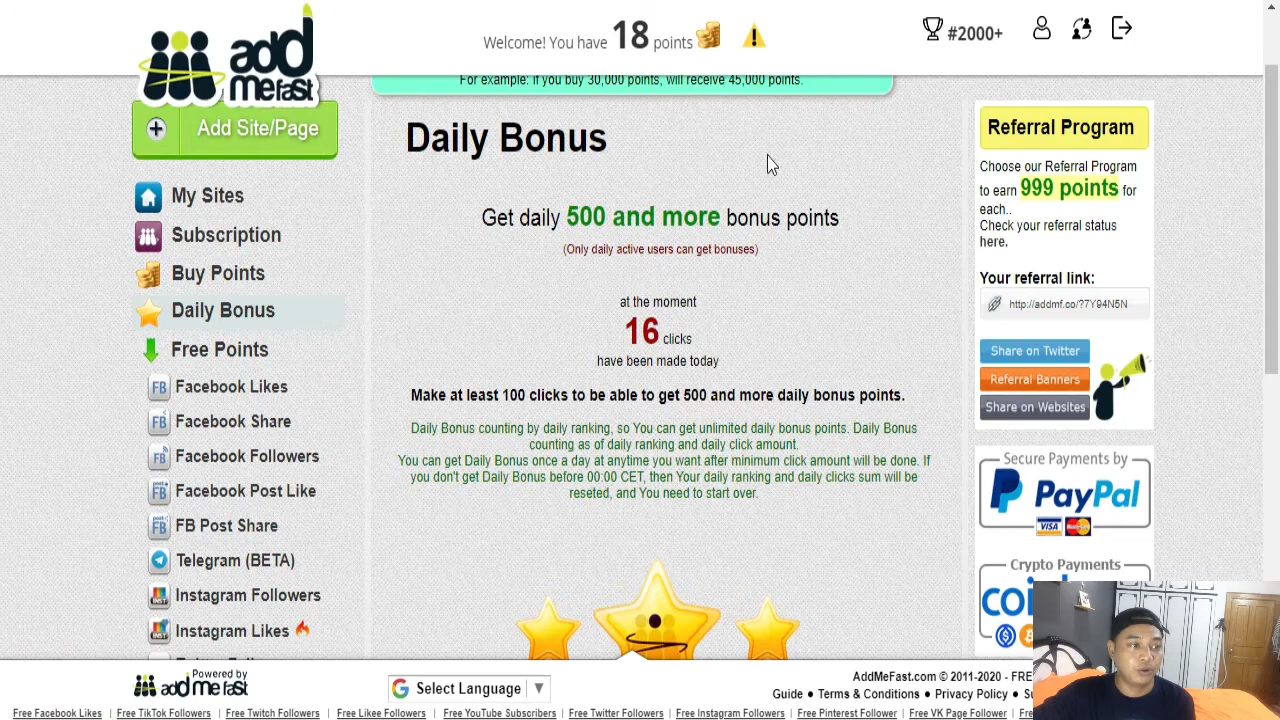 add
MEFAST
Welcome! You have 18 points
#2000+
For example: if you buy 30,000 points, will receive 45,000 points.
Add Site/Page
My Sites
Subscription
Buy Points
Daily Bonus
Free Points
FB Facebook Likes
FB Facebook Share
FB Facebook Followers
FB Facebook Post Like
FB FB Post Share
Telegram (BETA)
INST Instagram Followers
INST Instagram Likes
Daily Bonus
Get daily 500 and more bonus points
(Only daily active users can get bonuses)
at the moment
16 clicks
have been made today
Make at least 100 clicks to be able to get 500 and more daily bonus points.
Daily Bonus counting by daily ranking, so You can get unlimited daily bonus points. Daily Bonus
counting as of daily ranking and daily click amount.
You can get Daily Bonus once a day at anytime you want after minimum click amount will be done. If
you don't get Daily Bonus before 00:00 CET, then Your daily ranking and daily clicks sum will be
reseted, and You need to start over.
Referral Program
Choose our Referral Program
to earn 999 points for
each..
Check your referral status
here.
Your referral link:
http://addmf.co/?7Y94N5N
Share on Twitter
Referral Banners
Share on Websites
Secure Payments by
PayPal
VISA MasterCard
Crypto Payments
Powered by
add me fast
Select Language
AddMeFast.com © 2011-2020 - FRE
Guide Terms & Conditions Privacy Policy
Free Facebook Likes Free TikTok Followers Free Twitch Followers Free Likee Followers Free YouTube Subscribers Free Twitter Followers Free Instagram Followers Free Pinterest Follower Free VK Page Follower